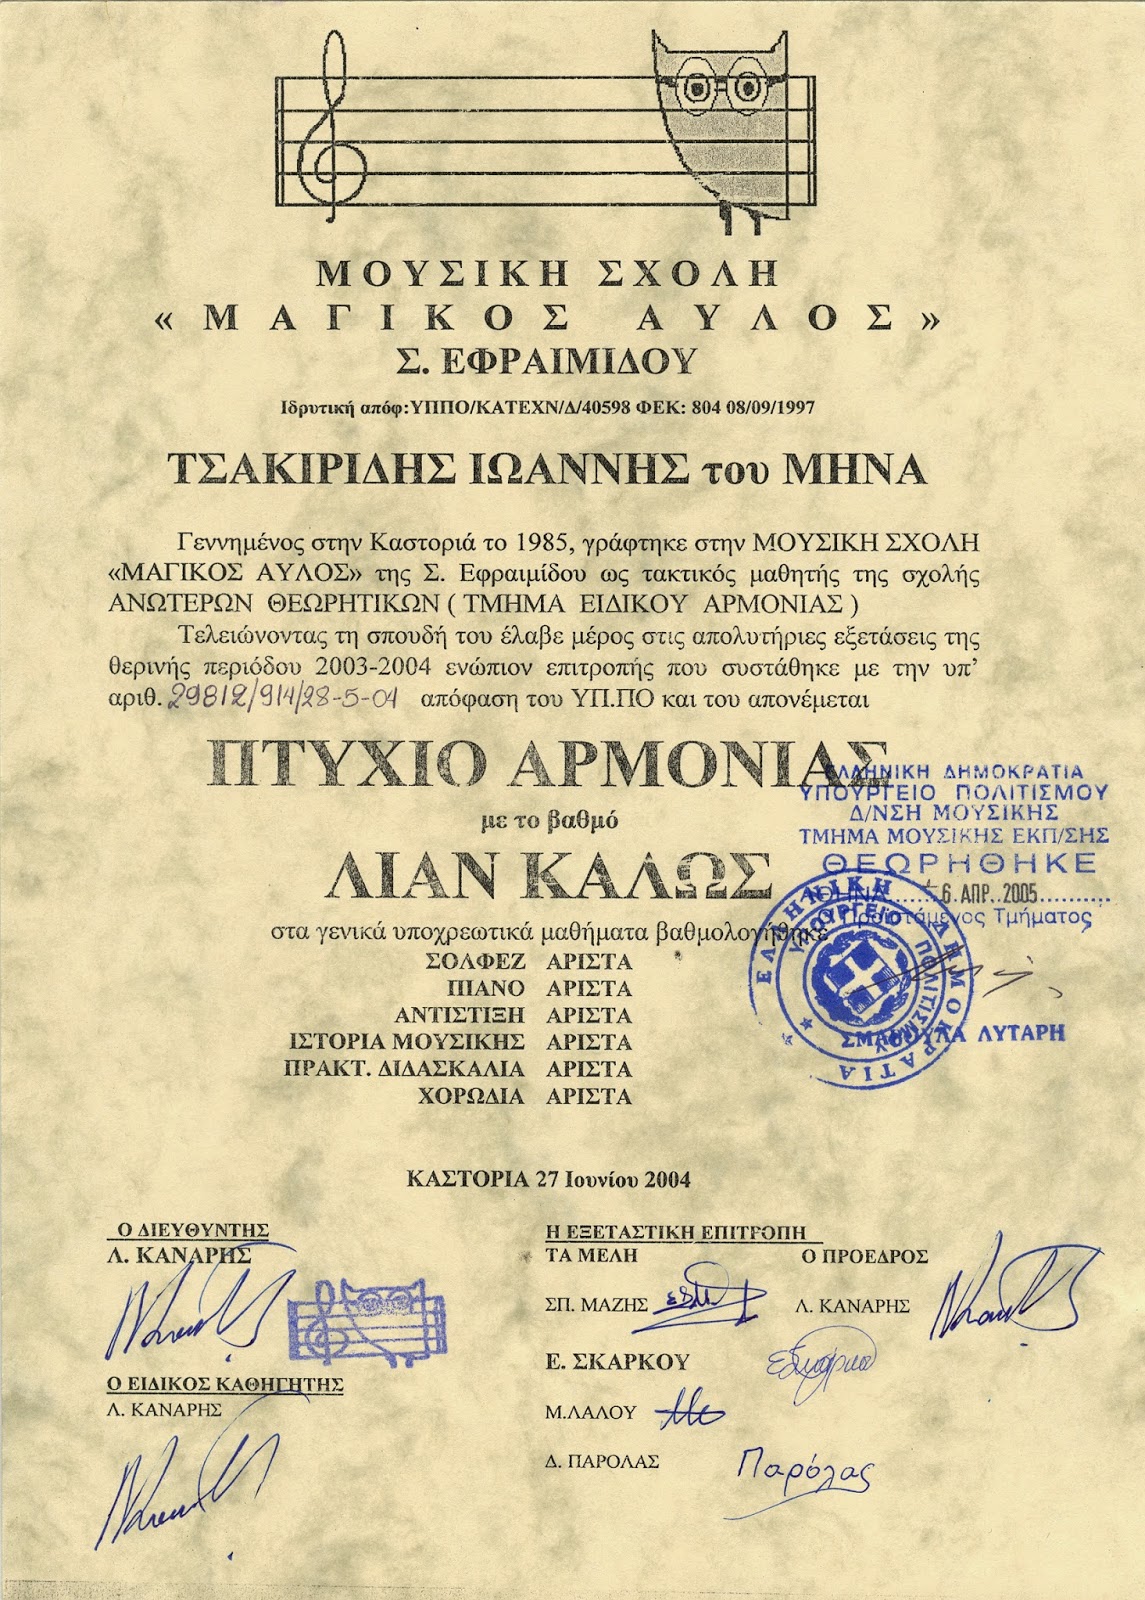 ΜΟΥΣΙΚΗ ΣΧΟΛΗ
« ΜΑΓΙΚΟΣ ΑΥΛΟΣ »
Σ. ΕΦΡΑΙΜΙΔΟΥ
Ιδρυτική απόφ:ΥΠΠΟ/ΚΑΤΕΧΝ/Δ/40598 ΦΕΚ: 804 08/09/1997
ΤΣΑΚΙΡΙΔΗΣ ΙΩΑΝΝΗΣ του ΜΗΝΑ
Γεννημένος στην Καστοριά το 1985, γράφτηκε στην ΜΟΥΣΙΚΗ ΣΧΟΛΗ
«ΜΑΓΙΚΟΣ ΑΥΛΟΣ» της Σ. Εφραιμίδου ως τακτικός μαθητής της σχολής
ΑΝΩΤΕΡΩΝ ΘΕΩΡΗΤΙΚΩΝ ( ΤΜΗΜΑ ΕΙΔΙΚΟΥ ΑΡΜΟΝΙΑΣ )
Τελειώνοντας τη σπουδή του έλαβε μέρος στις απολυτήριες εξετάσεις της
θερινής περιόδου 2003-2004 ενώπιον επιτροπής που συστάθηκε με την υπ’
αριθ. 29812/914/28-5-04 απόφαση του ΥΠ.ΠΟ και του απονέμεται
ΠΤΥΧΙΟ ΑΡΜΟΝΙΑΣ
με το βαθμό
ΛΙΑΝ ΚΑΛΩΣ
στα γενικά υποχρεωτικά μαθήματα βαθμολογήθηκε
ΣΟΛΦΕΖ ΑΡΙΣΤΑ
ΠΙΑΝΟ ΑΡΙΣΤΑ
ΑΝΤΙΣΤΙΞΗ ΑΡΙΣΤΑ
ΙΣΤΟΡΙΑ ΜΟΥΣΙΚΗΣ ΑΡΙΣΤΑ
ΠΡΑΚΤ. ΔΙΔΑΣΚΑΛΙΑ ΑΡΙΣΤΑ
ΧΟΡΩΔΙΑ ΑΡΙΣΤΑ
ΕΛΛΗΝΙΚΗ ΔΗΜΟΚΡΑΤΙΑ
ΥΠΟΥΡΓΕΙΟ ΠΟΛΙΤΙΣΜΟΥ
Δ/ΝΣΗ ΜΟΥΣΙΚΗΣ
ΤΜΗΜΑ ΜΟΥΣΙΚΗΣ ΕΚΠ/ΣΗΣ
ΘΕΩΡΗΘΗΚΕ
ΑΘΗΝΑ 6. ΑΠΡ. 2005
Ο Προϊστάμενος Τμήματος
ΕΛΛΗΝΙΚΗ ΔΗΜΟΚΡΑΤΙΑ
ΥΠΟΥΡΓΕΙΟ ΠΟΛΙΤΙΣΜΟΥ
ΛΥΤΑΡΗ
ΚΑΣΤΟΡΙΑ 27 Ιουνίου 2004
Ο ΔΙΕΥΘΥΝΤΗΣ
Λ. ΚΑΝΑΡΗΣ
Ο ΕΙΔΙΚΟΣ ΚΑΘΗΓΗΤΗΣ
Λ. ΚΑΝΑΡΗΣ
Η ΕΞΕΤΑΣΤΙΚΗ ΕΠΙΤΡΟΠΗ
ΤΑ ΜΕΛΗ Ο ΠΡΟΕΔΡΟΣ
ΣΠ. ΜΑΖΗΣ Λ. ΚΑΝΑΡΗΣ
Ε. ΣΚΑΡΚΟΥ
Μ.ΛΑΛΟΥ
Δ. ΠΑΡΟΛΑΣ Παρόλας